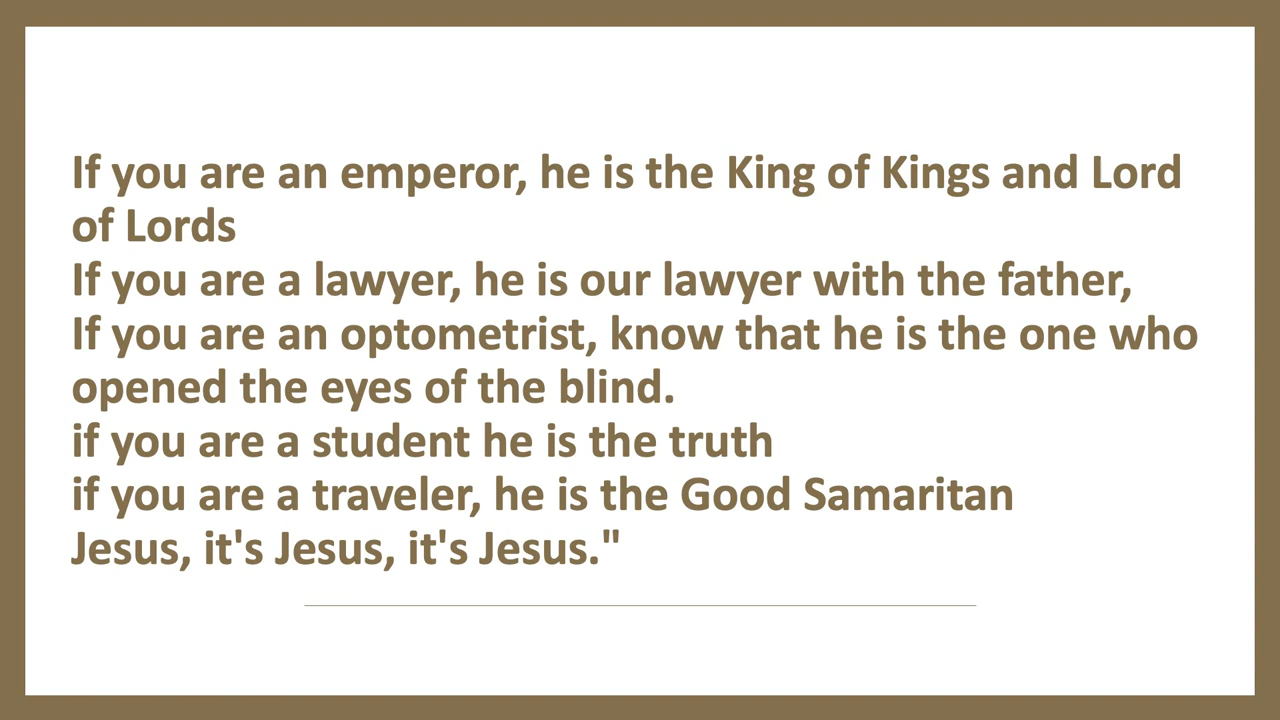 If you are an emperor, he is the King of Kings and Lord
of Lords
If you are a lawyer, he is our lawyer with the father,
If you are an optometrist, know that he is the one who
opened the eyes of the blind.
if you are a student he is the truth
if you are a traveler, he is the Good Samaritan
Jesus, it's Jesus, it's Jesus."